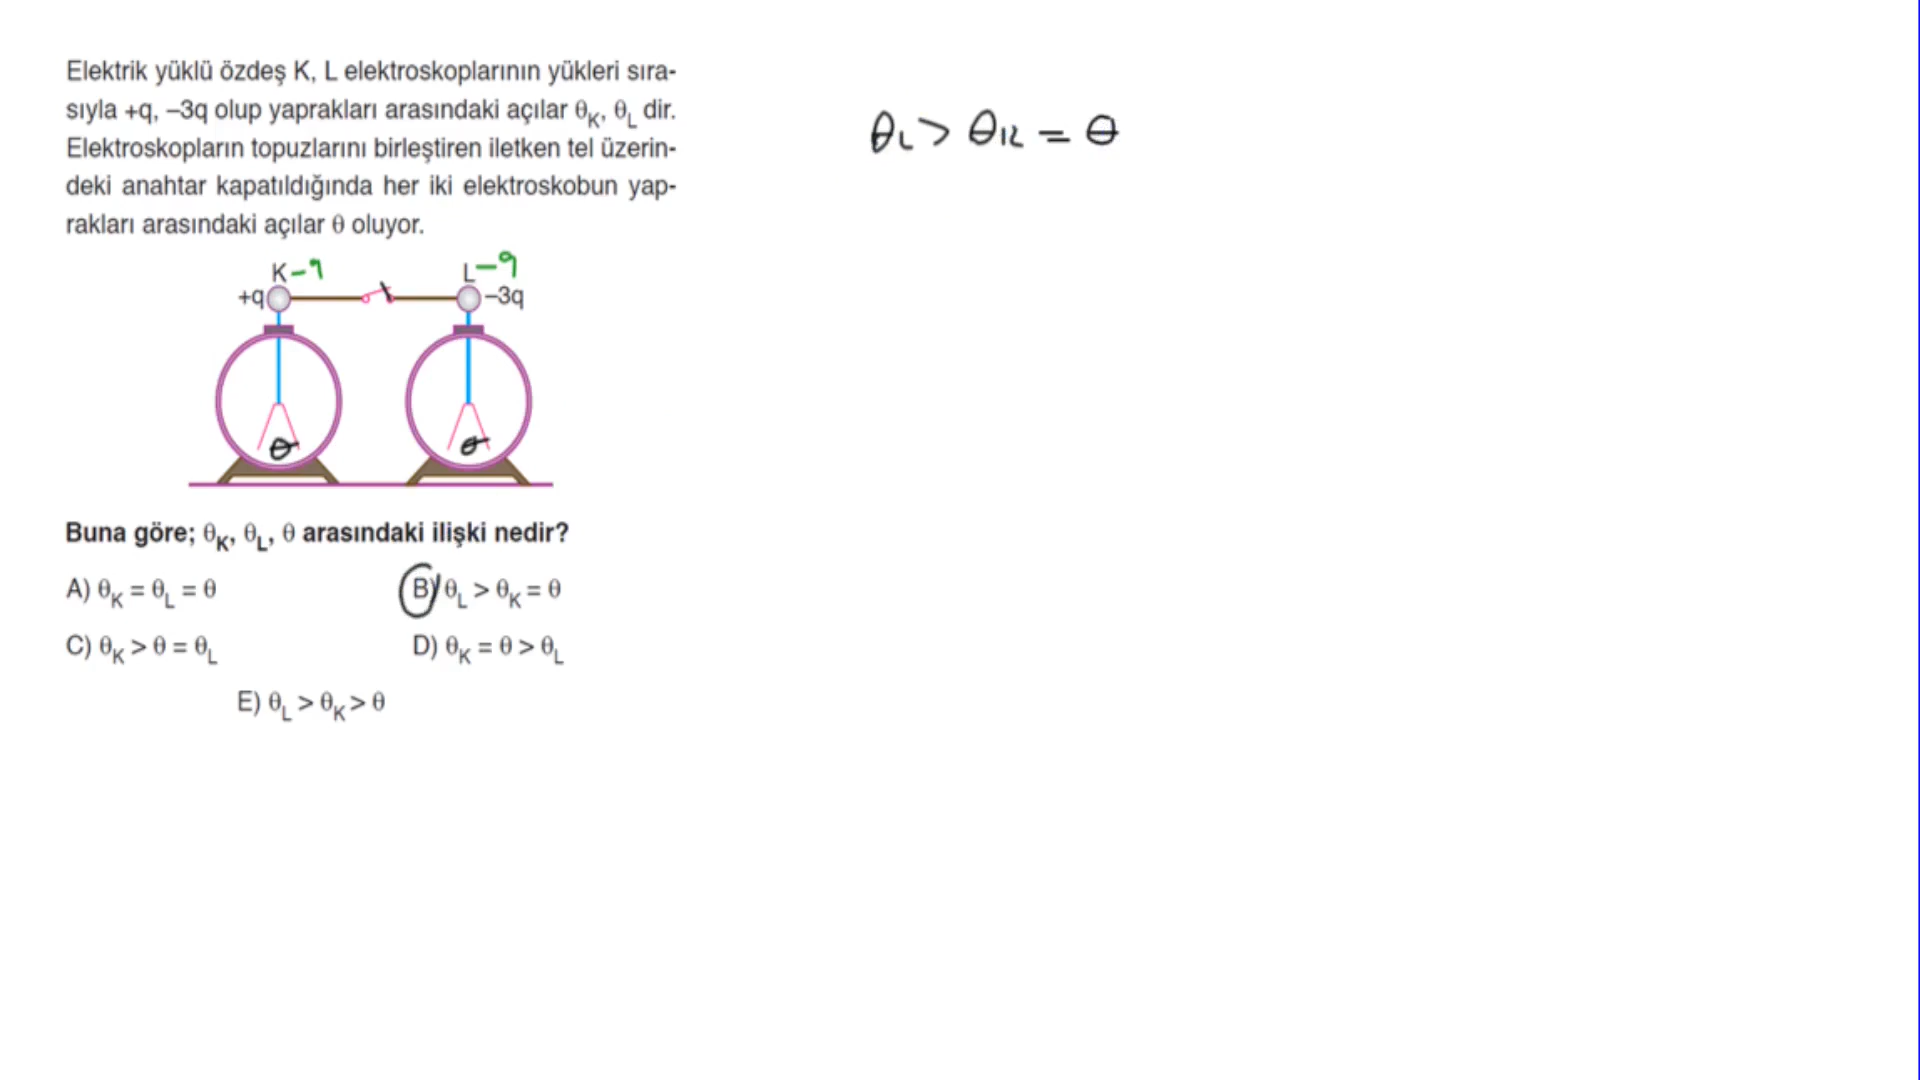 Elektrik yüklü özdeş K, L elektroskoplarının yükleri sıra-
sıyla +q, –3q olup yaprakları arasındaki açılar θK, θL dir.
Elektroskopların topuzlarını birleştiren iletken tel üzerin-
deki anahtar kapatıldığında her iki elektroskobun yap-
rakları arasındaki açılar θ oluyor.
θL > θK = θ
K -q L -q
+q –3q
θ θ
Buna göre; θK, θL, θ arasındaki ilişki nedir?
A) θK = θL = θ B) θL > θK = θ
C) θK > θ = θL D) θK = θ > θL
E) θL > θK > θ